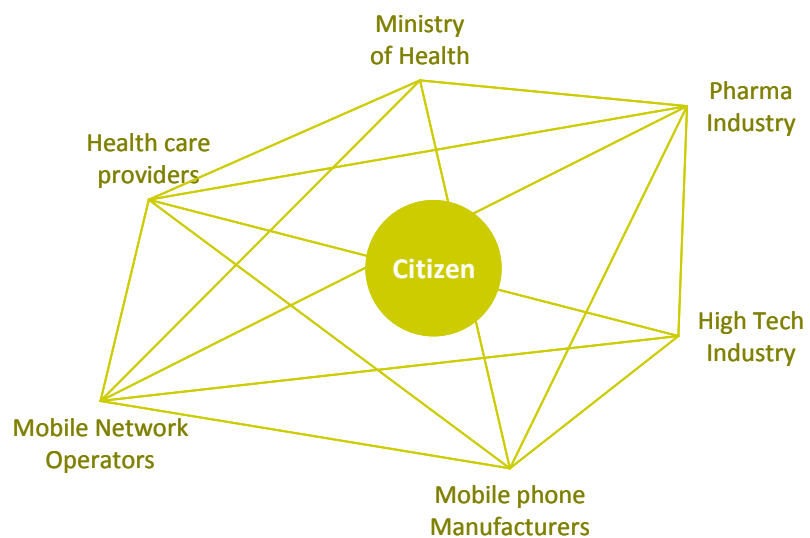 Ministry
of Health
Pharma
Industry
Health care
providers
Citizen
High Tech
Industry
Mobile Network
Operators
Mobile phone
Manufacturers